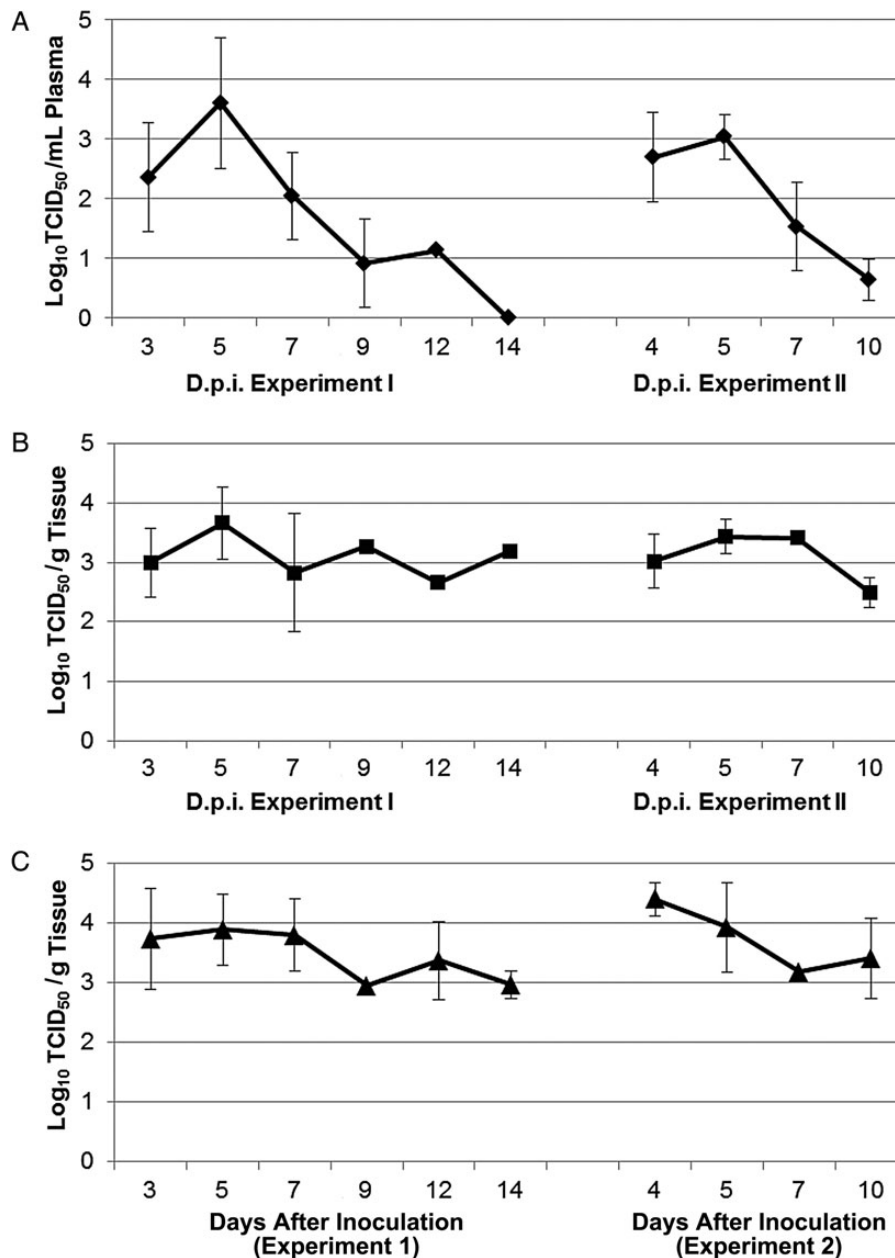 A
Log₁₀TCID₅₀/mL Plasma
5
4
3
2
1
0
3 5 7 9 12 14 4 5 7 10
D.p.i. Experiment I D.p.i. Experiment II
B
Log₁₀ TCID₅₀/g Tissue
5
4
3
2
1
0
3 5 7 9 12 14 4 5 7 10
D.p.i. Experiment I D.p.i. Experiment II
C
Log₁₀ TCID₅₀/g Tissue
5
4
3
2
1
0
3 5 7 9 12 14 4 5 7 10
Days After Inoculation Days After Inoculation
(Experiment 1) (Experiment 2)